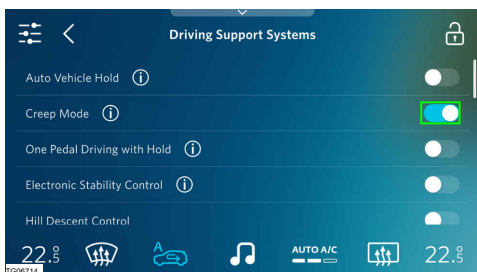 Driving Support Systems
Auto Vehicle Hold
Creep Mode
One Pedal Driving with Hold
Electronic Stability Control
Hill Descent Control
22.5° A AUTO A/C 22.5°
TG06714